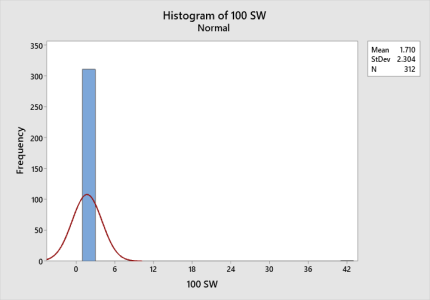 Histogram of 100 SW
Normal
Mean 1.710
StDev 2.304
N 312
350
300
250
200
150
100
50
0
Frequency
0 6 12 18 24 30 36 42
100 SW